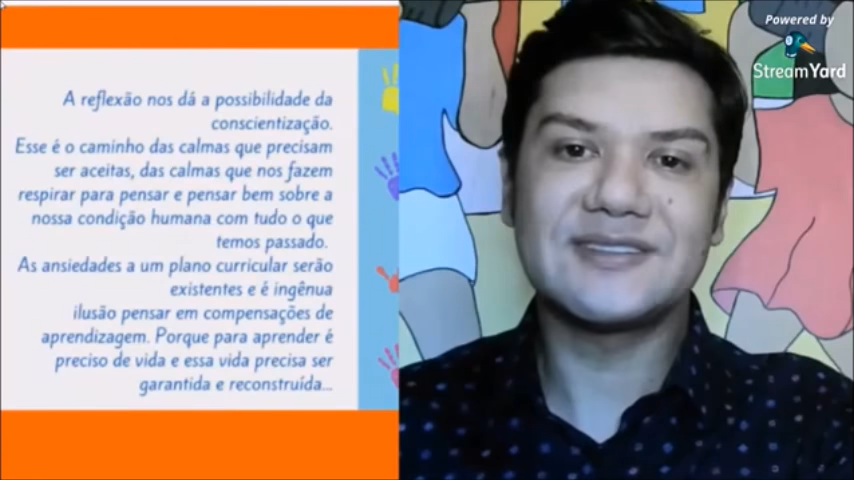 A reflexão nos dá a possibilidade da
conscientização.
Esse é o caminho das calmas que precisam
ser aceitas, das calmas que nos fazem
respirar para pensar e pensar bem sobre a
nossa condição humana com tudo o que
temos passado.
As ansiedades a um plano curricular serão
existentes e é ingênua
ilusão pensar em compensações de
aprendizagem. Porque para aprender é
preciso de vida e essa vida precisa ser
garantida e reconstruída...
Powered by
StreamYard